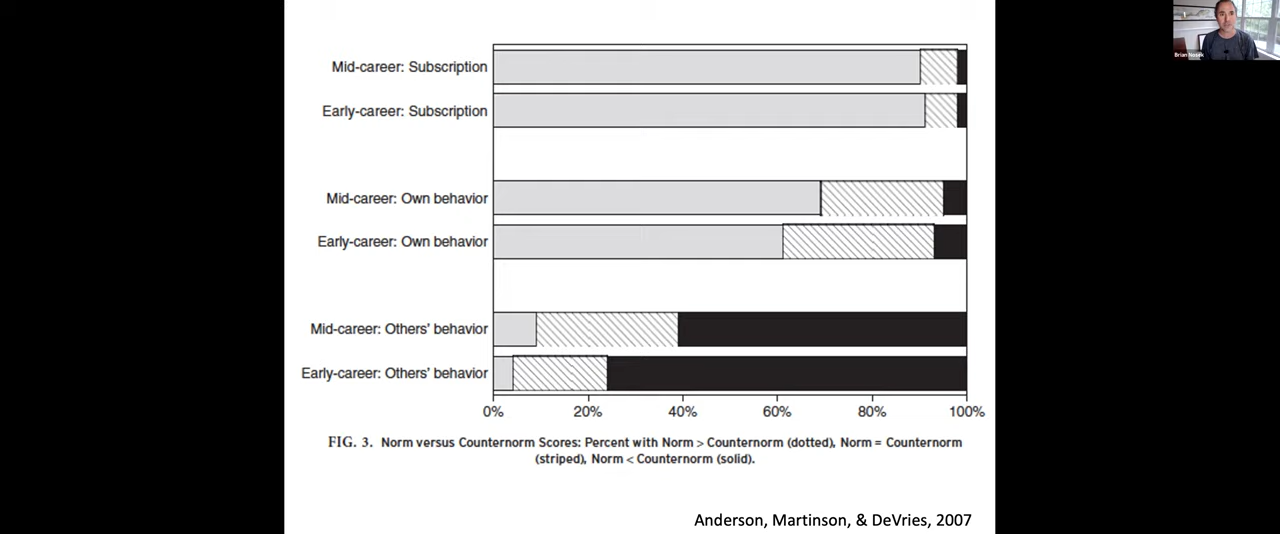 Brian Nosek
Mid-career: Subscription
Early-career: Subscription
Mid-career: Own behavior
Early-career: Own behavior
Mid-career: Others' behavior
Early-career: Others' behavior
0% 20% 40% 60% 80% 100%
FIG. 3. Norm versus Counternorm Scores: Percent with Norm > Counternorm (dotted), Norm = Counternorm
(striped), Norm < Counternorm (solid).
Anderson, Martinson, & DeVries, 2007